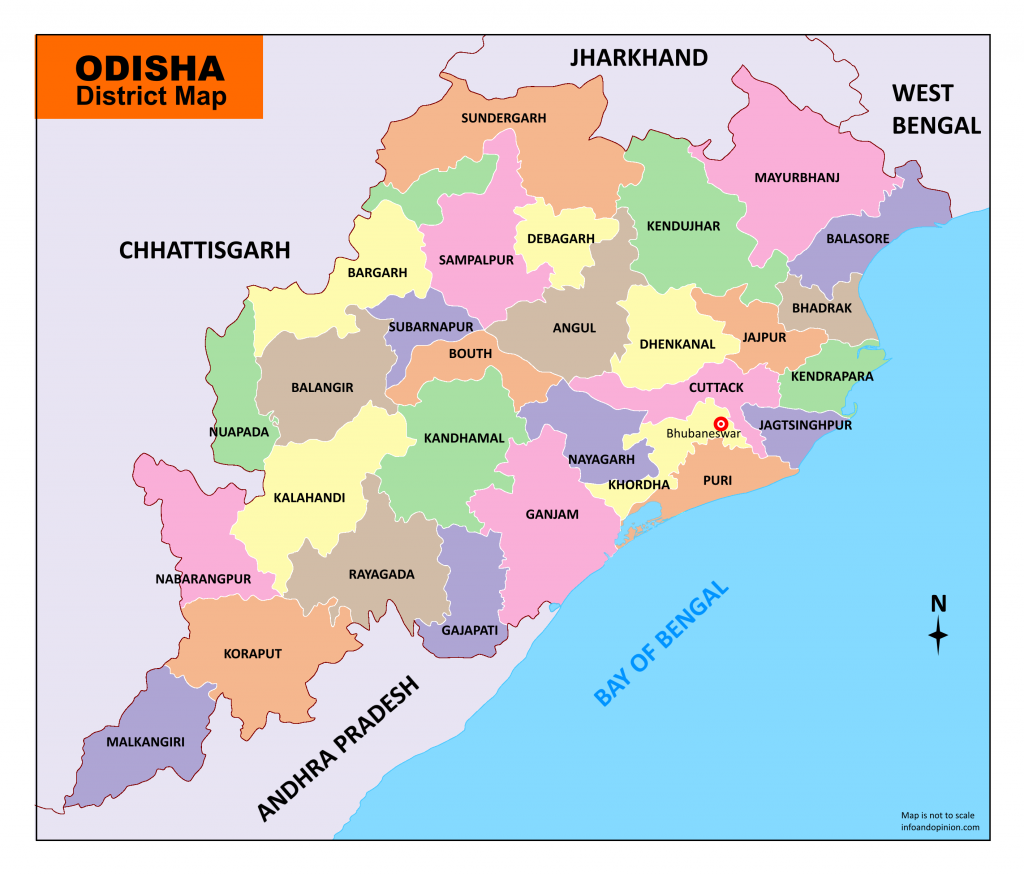 ODISHA
District Map
JHARKHAND
WEST
BENGAL
SUNDERGARH
MAYURBHANJ
KENDUJHAR
CHHATTISGARH
DEBAGARH
BALASORE
SAMPALPUR
BARGARH
BHADRAK
SUBARNAPUR
ANGUL
JAJPUR
DHENKANAL
BOUTH
KENDRAPARA
BALANGIR
CUTTACK
JAGTSINGHPUR
NUAPADA
Bhubaneswar
KANDHAMAL
NAYAGARH
PURI
KHORDHA
KALAHANDI
GANJAM
RAYAGADA
NABARANGPUR
N
GAJAPATI
BAY OF BENGAL
KORAPUT
ANDHRA PRADESH
MALKANGIRI
Map is not to scale
infoandopinion.com